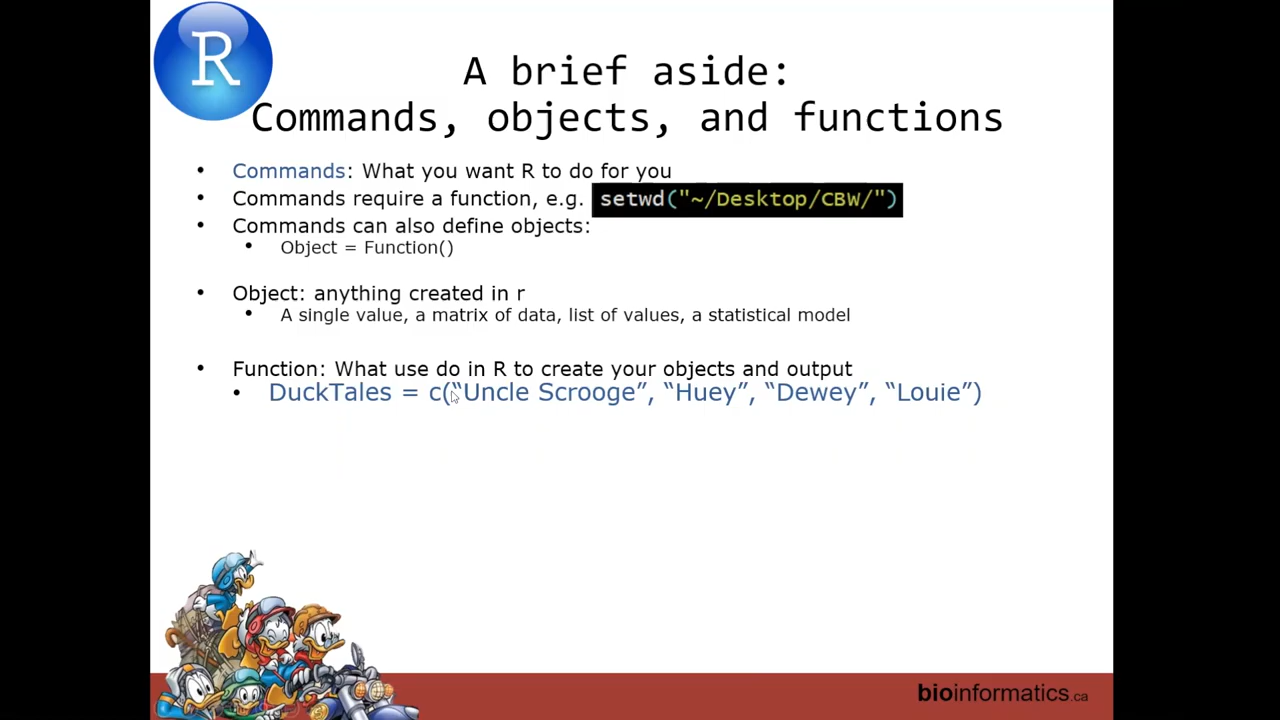 R
A brief aside:
Commands, objects, and functions
• Commands: What you want R to do for you
• Commands require a function, e.g. setwd("~/Desktop/CBW/")
• Commands can also define objects:
• Object = Function()
• Object: anything created in r
• A single value, a matrix of data, list of values, a statistical model
• Function: What use do in R to create your objects and output
• DuckTales = c(“Uncle Scrooge”, “Huey”, “Dewey”, “Louie”)
bioinformatics.ca